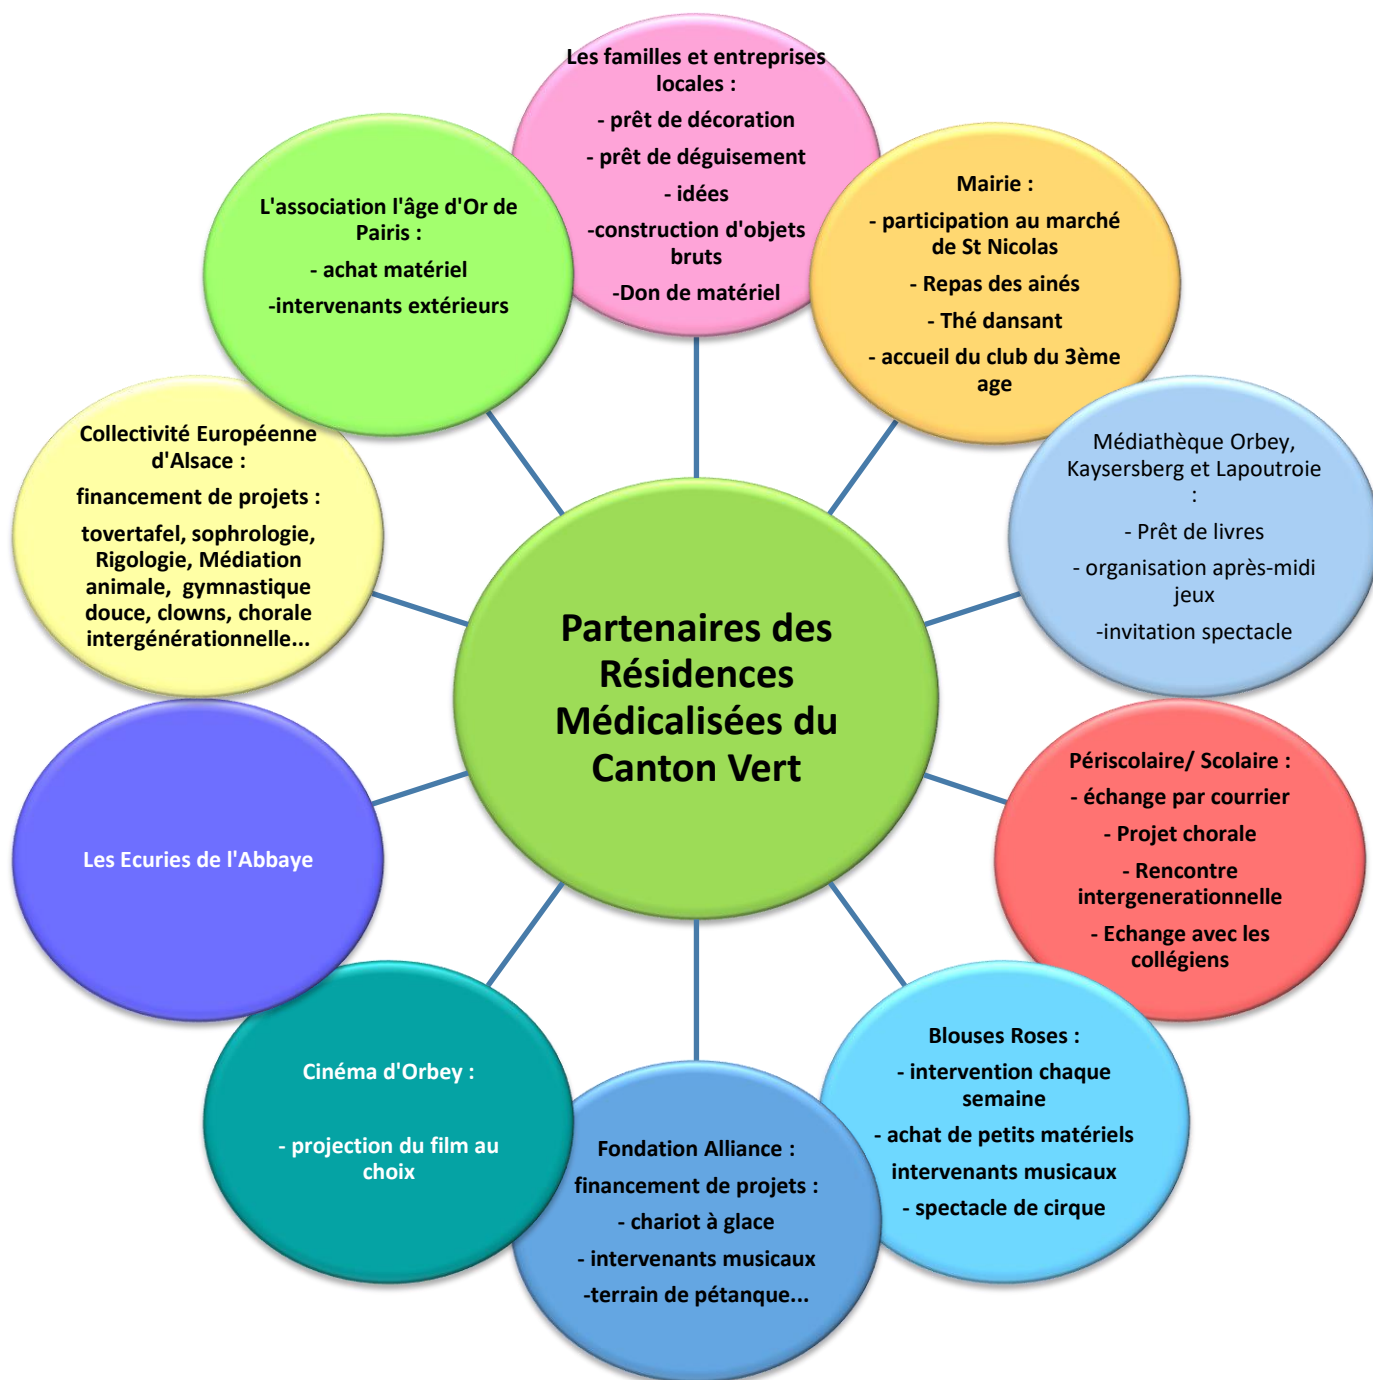 Les familles et entreprises
locales :
- prêt de décoration
- prêt de déguisement
- idées
-construction d'objets
bruts
-Don de matériel
Mairie :
- participation au marché
de St Nicolas
- Repas des ainés
- Thé dansant
- accueil du club du 3ème
age
Médiathèque Orbey,
Kaysersberg et Lapoutroie
:
- Prêt de livres
- organisation après-midi
jeux
-invitation spectacle
Périscolaire/ Scolaire :
- échange par courrier
- Projet chorale
- Rencontre
intergenerationnelle
- Echange avec les
collégiens
Blouses Roses :
- intervention chaque
semaine
- achat de petits matériels
intervenants musicaux
- spectacle de cirque
Fondation Alliance :
financement de projets :
- chariot à glace
- intervenants musicaux
-terrain de pétanque...
Cinéma d'Orbey :
- projection du film au
choix
Les Ecuries de l'Abbaye
Collectivité Européenne
d'Alsace :
financement de projets :
tovertafel, sophrologie,
Rigologie, Médiation
animale,  gymnastique
douce, clowns, chorale
intergénérationnelle...
L'association l'âge d'Or de
Pairis :
- achat matériel
-intervenants extérieurs
Partenaires des
Résidences
Médicalisées du
Canton Vert